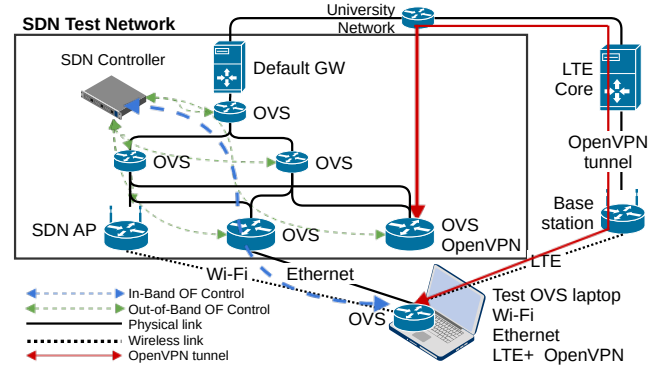 University
Network
SDN Test Network
SDN Controller
Default GW
LTE
Core
OVS
OpenVPN
tunnel
OVS
OVS
Base
station
SDN AP
OVS
OVS
OpenVPN
LTE
Wi-Fi
Ethernet
In-Band OF Control
Out-of-Band OF Control
Physical link
Wireless link
OpenVPN tunnel
OVS
Test OVS laptop
Wi-Fi
Ethernet
LTE+ OpenVPN